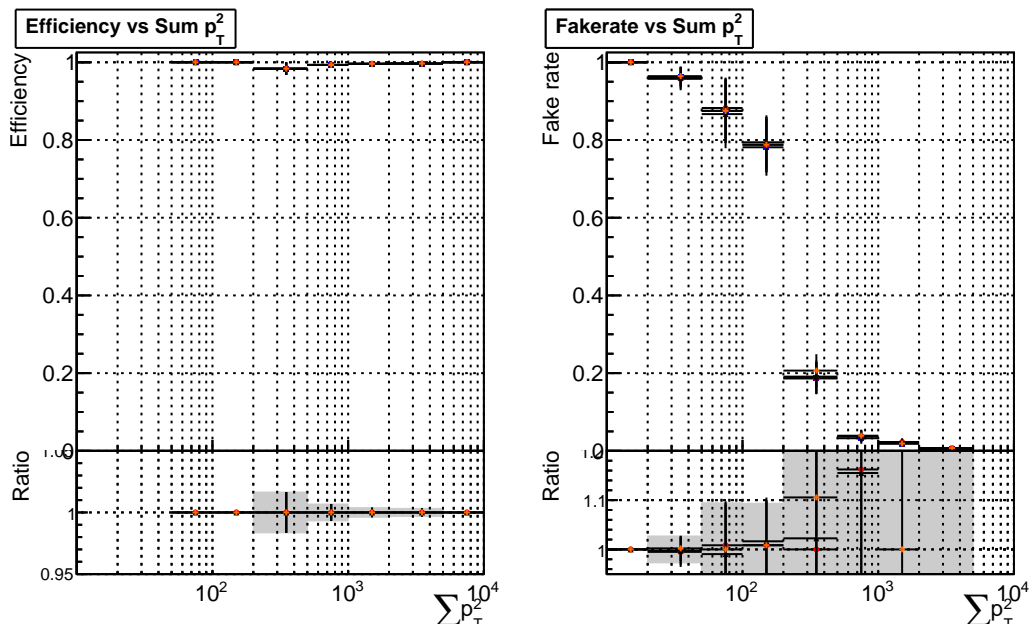 Efficiency vs Sum p_T^2
Efficiency
1
0.8
0.6
0.4
0.2
0
Ratio
1
0.95
10^2
10^3
10^4
∑p_T^2
Fakerate vs Sum p_T^2
Fake rate
1
0.8
0.6
0.4
0.2
0
Ratio
1.1
1
10^2
10^3
10^4
∑p_T^2